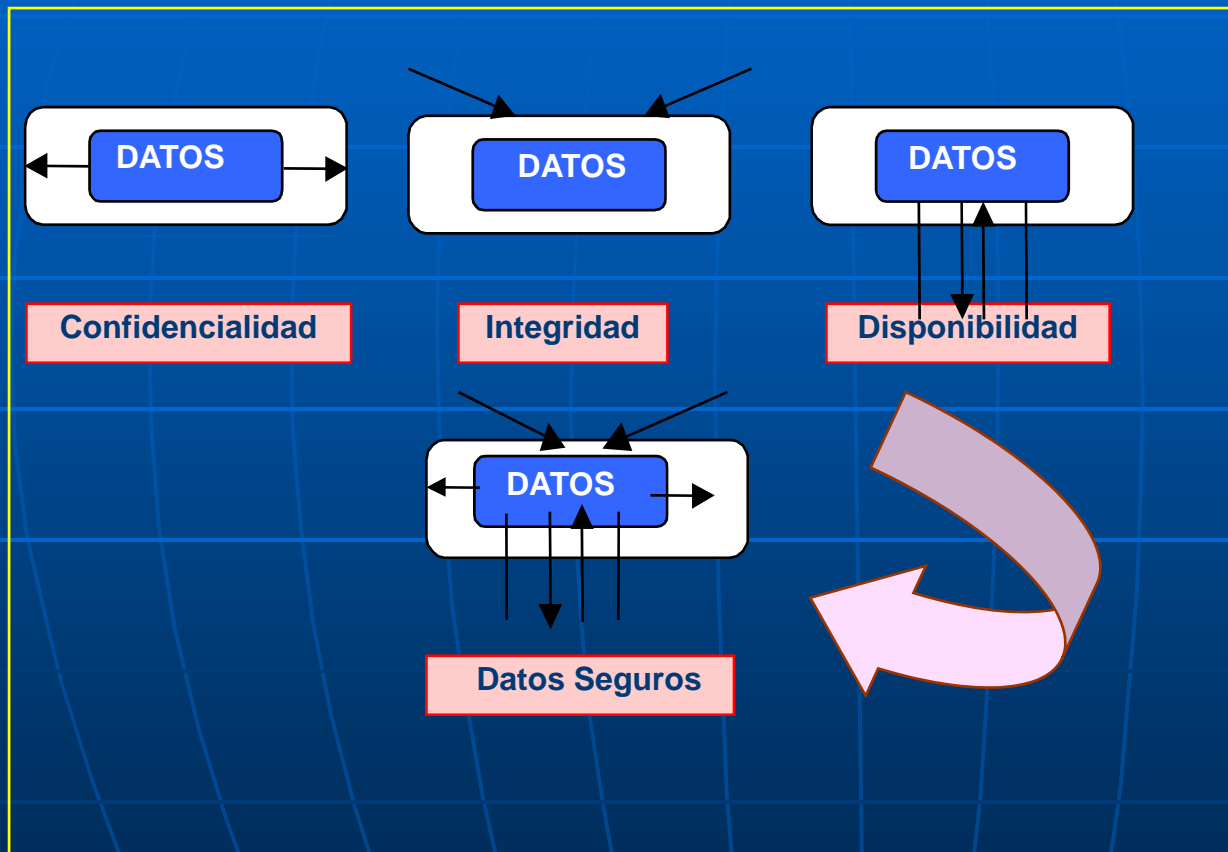 DATOS
DATOS
DATOS
Confidencialidad
Integridad
Disponibilidad
DATOS
Datos Seguros